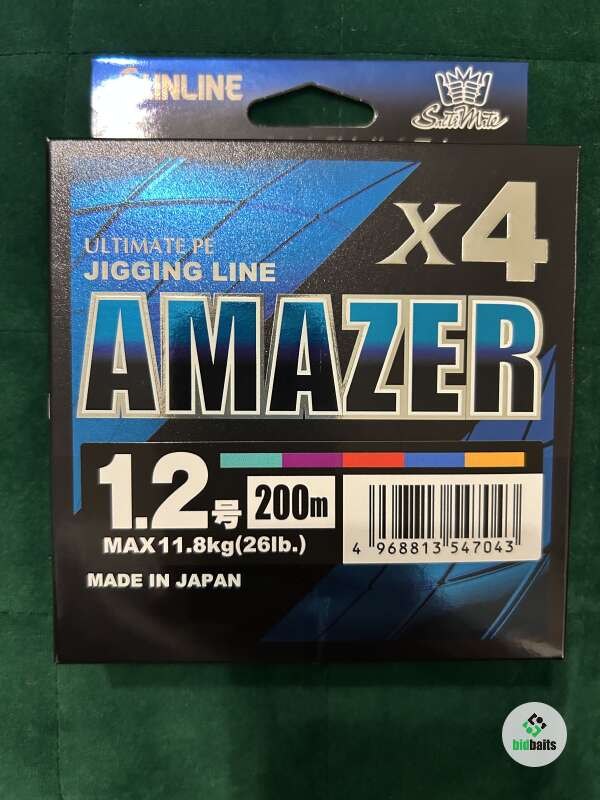 SUNLINE
SaltiMate
X4
ULTIMATE PE
JIGGING LINE
AMAZER
1.2号 200m
MAX11.8kg(26lb.)
4 968813 547043
MADE IN JAPAN
bidbaits